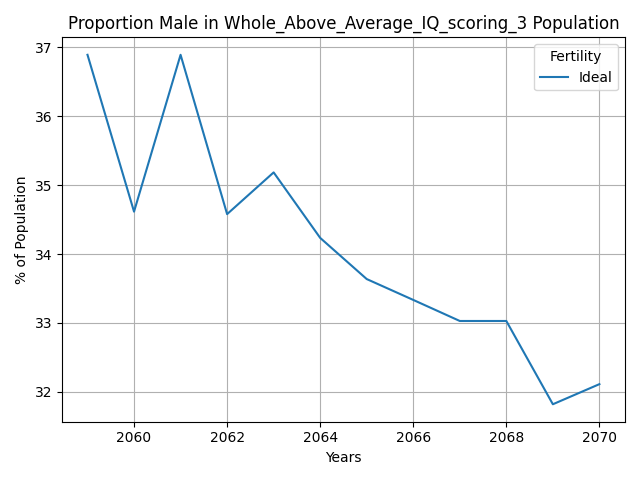 Proportion Male in Whole_Above_Average_IQ_scoring_3 Population
37
36
35
34
33
32
% of Population
Fertility
Ideal
2060 2062 2064 2066 2068 2070
Years